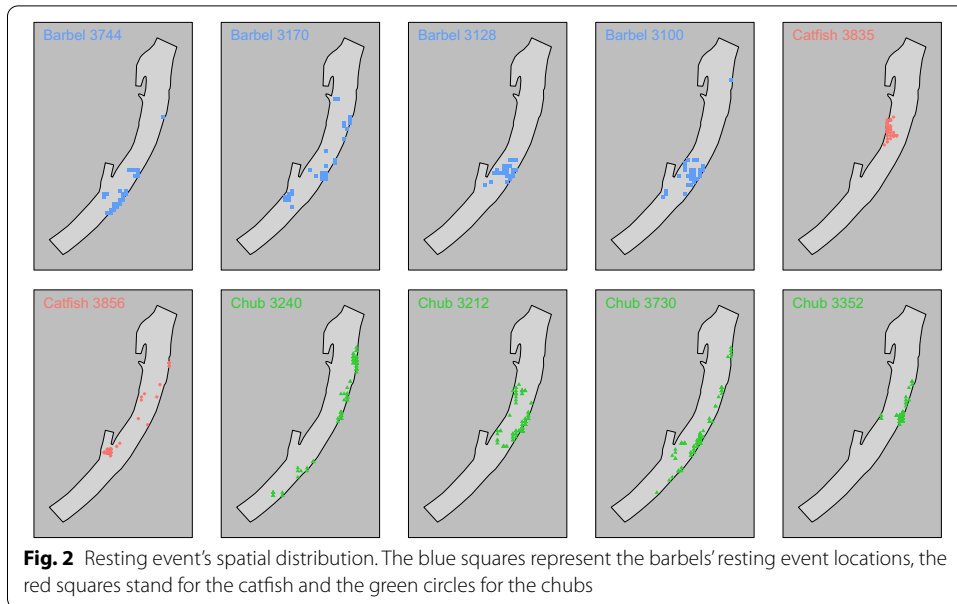 Barbel 3744
Barbel 3170
Barbel 3128
Barbel 3100
Catfish 3835
Catfish 3856
Chub 3240
Chub 3212
Chub 3730
Chub 3352
Fig. 2 Resting event's spatial distribution. The blue squares represent the barbels' resting event locations, the
red squares stand for the catfish and the green circles for the chubs